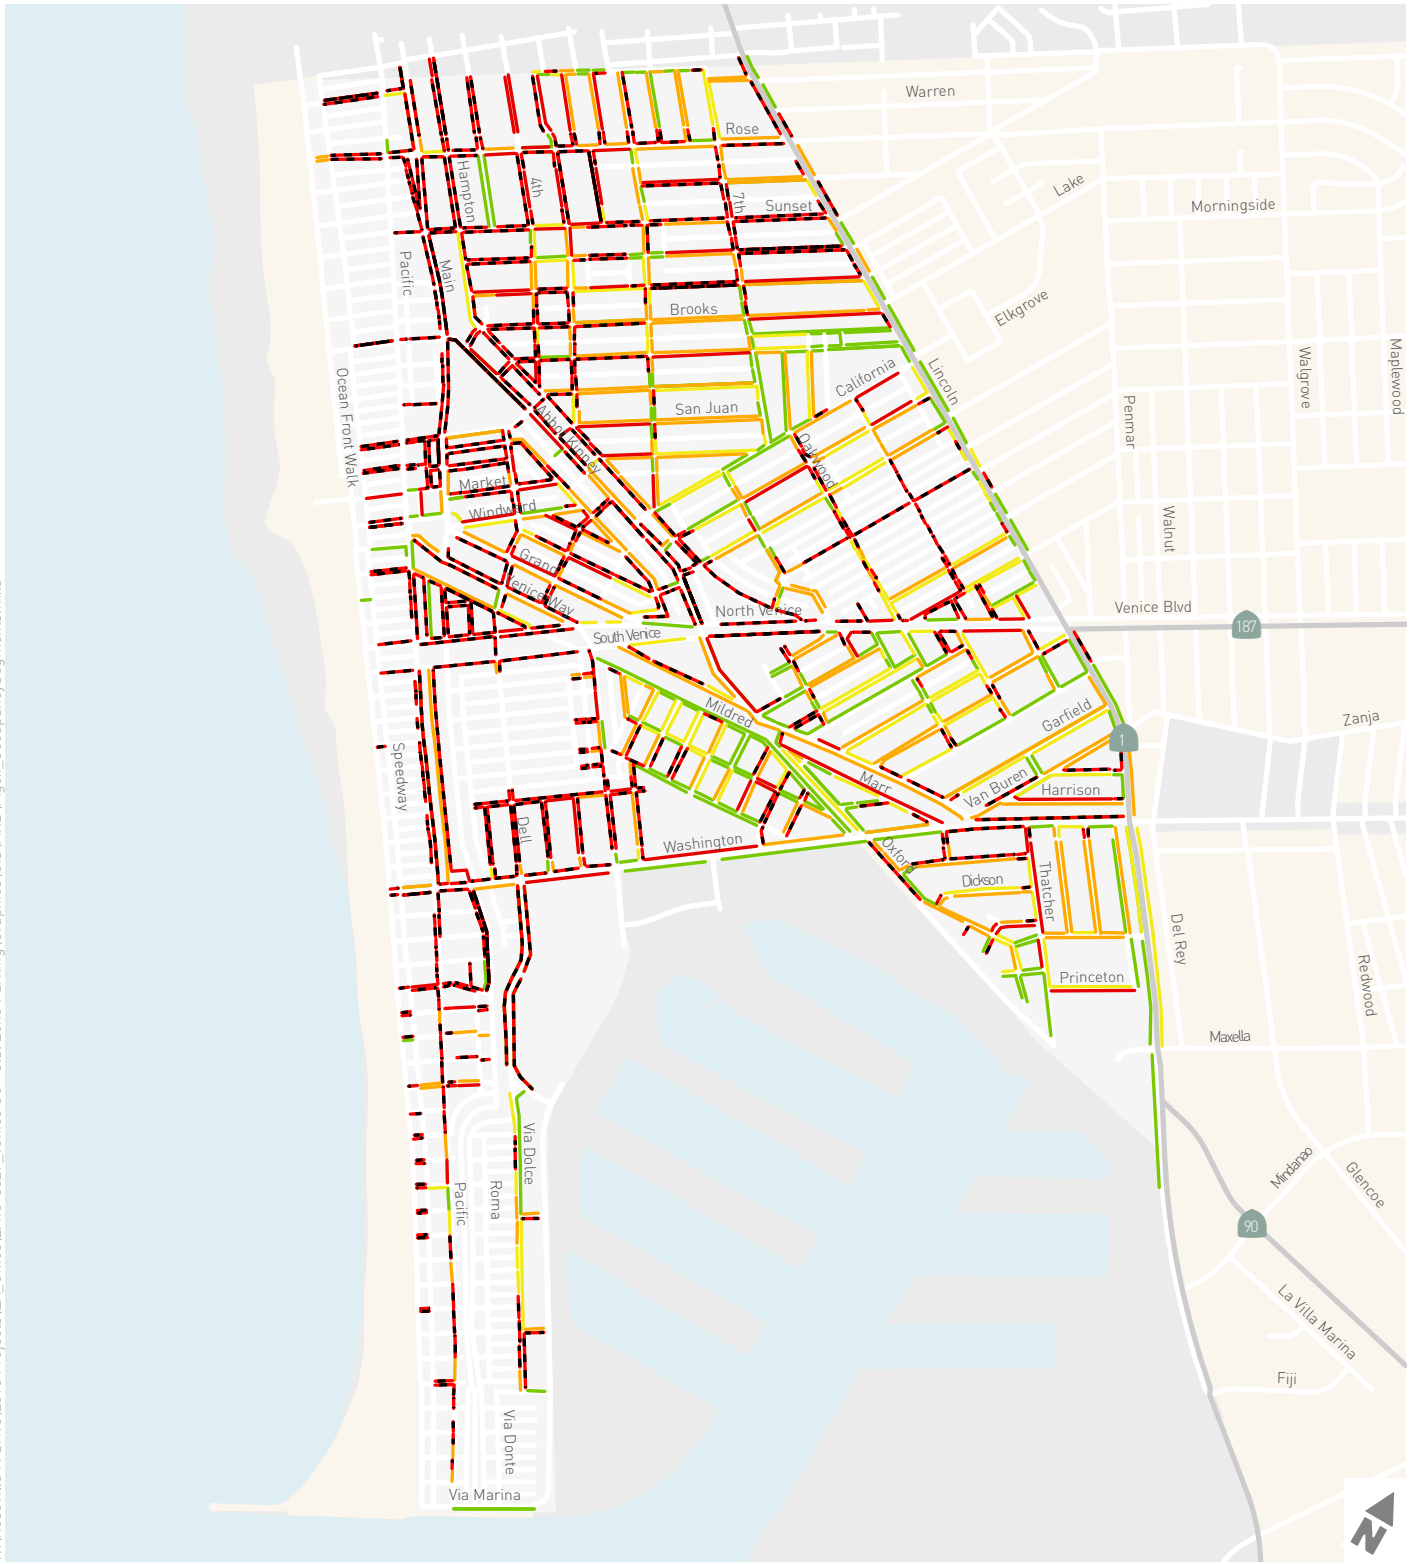 Warren
Rose
Lake
Hampton
4th
7th
Sunset
Morningside
Pacific
Main
Elkgrove
Brooks
Ocean Front Walk
California
Lincoln
Walgrove
Maplewood
San Juan
Penmar
Abbot Kinney
Oakwood
Market
Windward
Walnut
Grand
Venice Way
North Venice
Venice Blvd
187
South Venice
Mildred
Garfield
Zanja
1
Speedway
Marr
Van Buren
Harrison
Dell
Washington
Oxford
Dickson
Thatcher
Del Rey
Princeton
Redwood
Maxella
Via Dolce
Mindanao
Glencoe
Pacific
Roma
90
La Villa Marina
Fiji
Via Donte
Via Marina
N